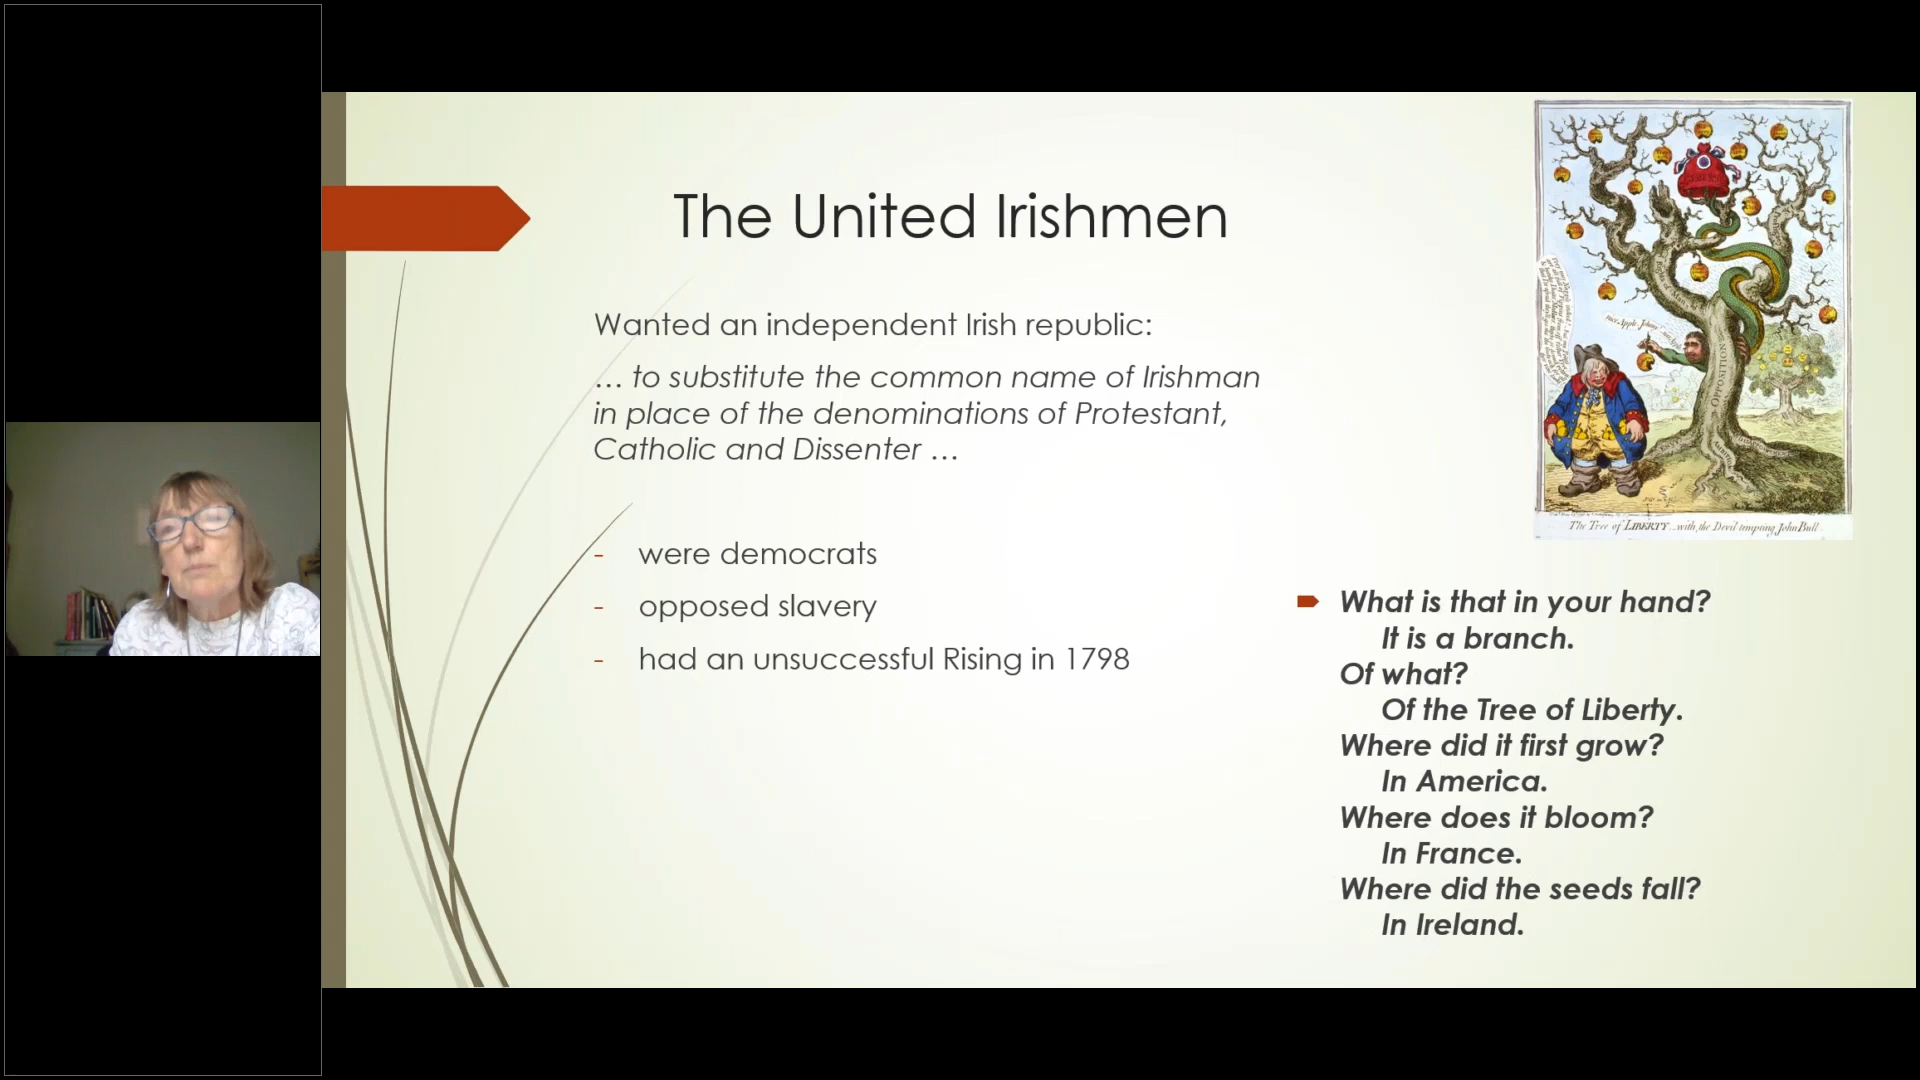 The United Irishmen
Wanted an independent Irish republic:
… to substitute the common name of Irishman
in place of the denominations of Protestant,
Catholic and Dissenter …
- were democrats
- opposed slavery
- had an unsuccessful Rising in 1798
OPPOSITION
The Tree of LIBERTY with, the Devil tempting John Bull.
What is that in your hand?
It is a branch.
Of what?
Of the Tree of Liberty.
Where did it first grow?
In America.
Where does it bloom?
In France.
Where did the seeds fall?
In Ireland.